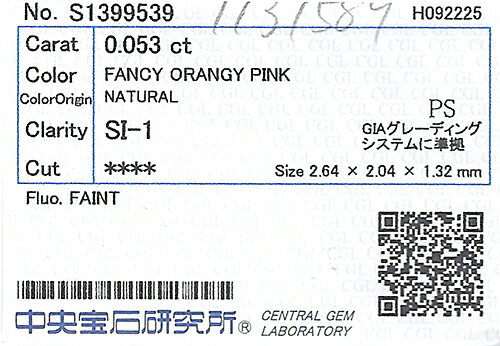 No. S1399539 1131589 H092225
Carat 0.053 ct
Color FANCY ORANGY PINK
ColorOrigin NATURAL
Clarity SI-1
PS
GIAグレーディング
システムに準拠
Cut **** Size 2.64 × 2.04 × 1.32 mm
Fluo. FAINT
中央宝石研究所® CENTRAL GEM
LABORATORY